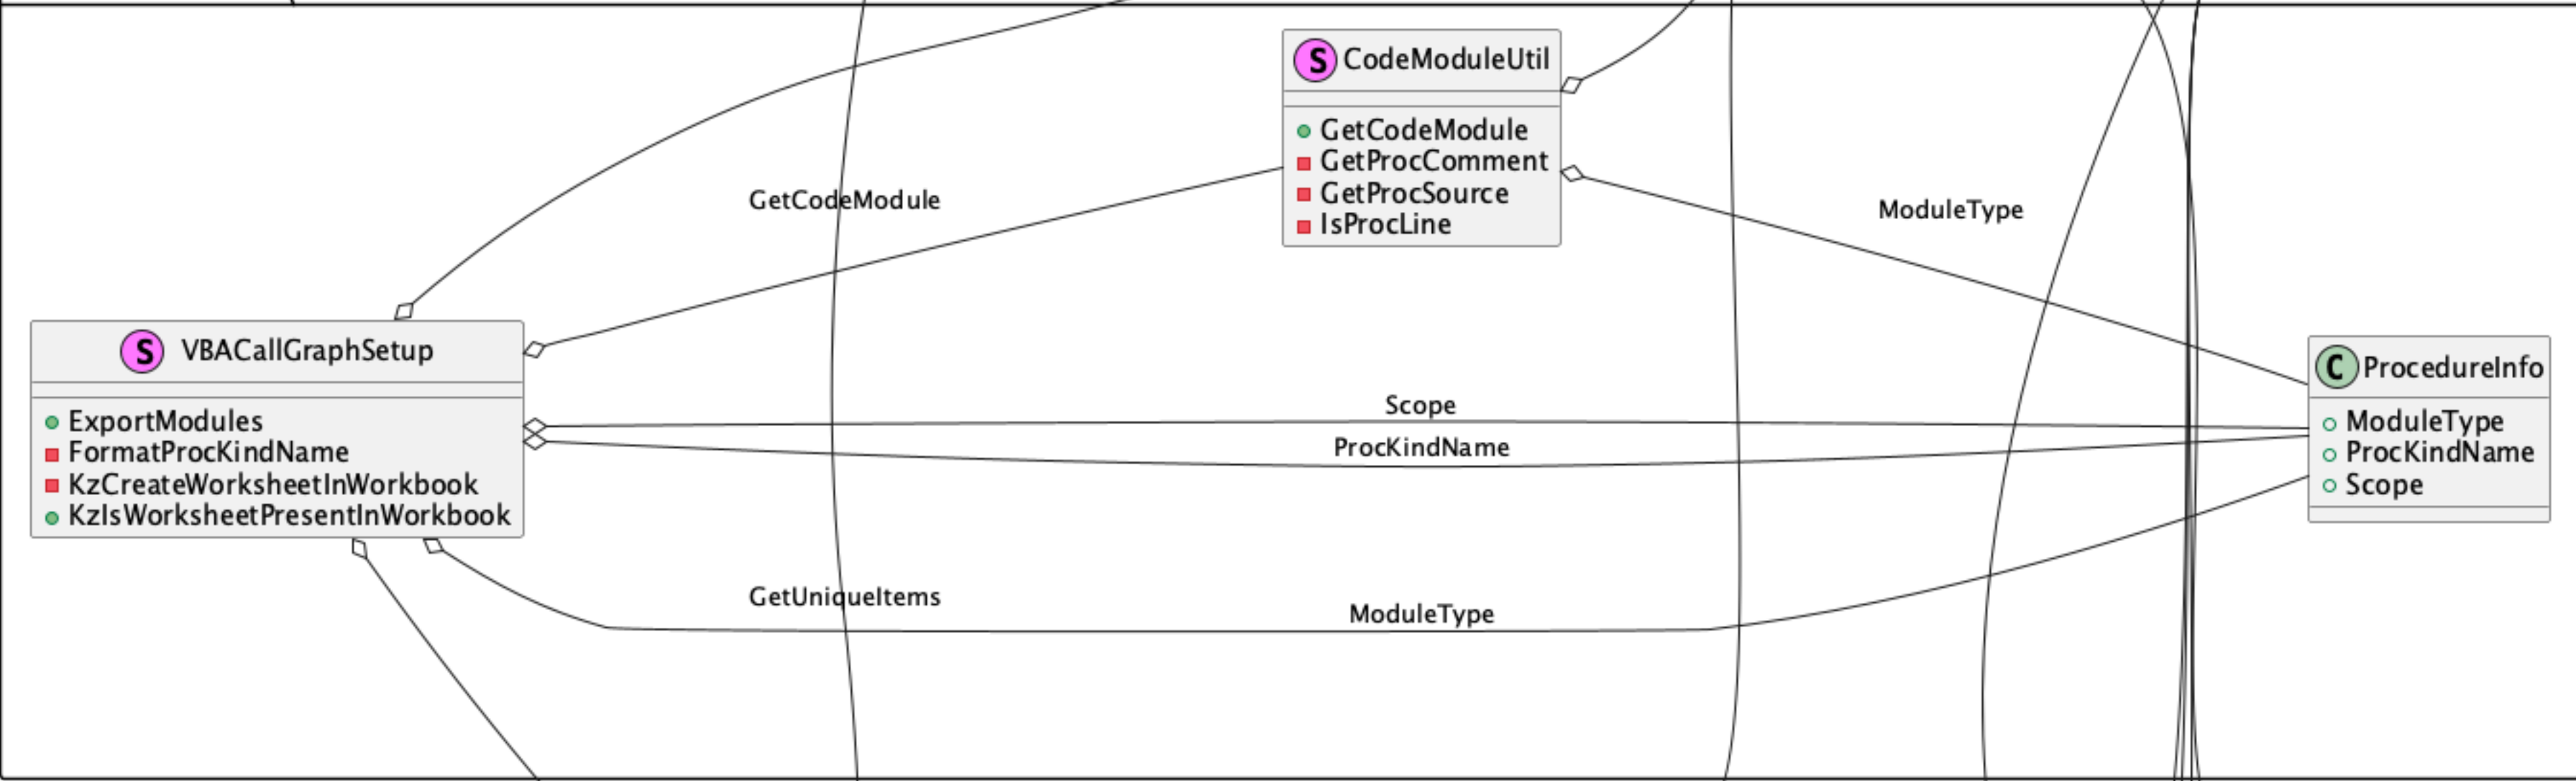 S CodeModuleUtil
GetCodeModule
GetProcComment
GetProcSource
IsProcLine
GetCodeModule
ModuleType
S VBACallGraphSetup
ExportModules
FormatProcKindName
KzCreateWorksheetInWorkbook
KzIsWorksheetPresentInWorkbook
Scope
ProcKindName
C ProcedureInfo
ModuleType
ProcKindName
Scope
GetUniqueItems
ModuleType